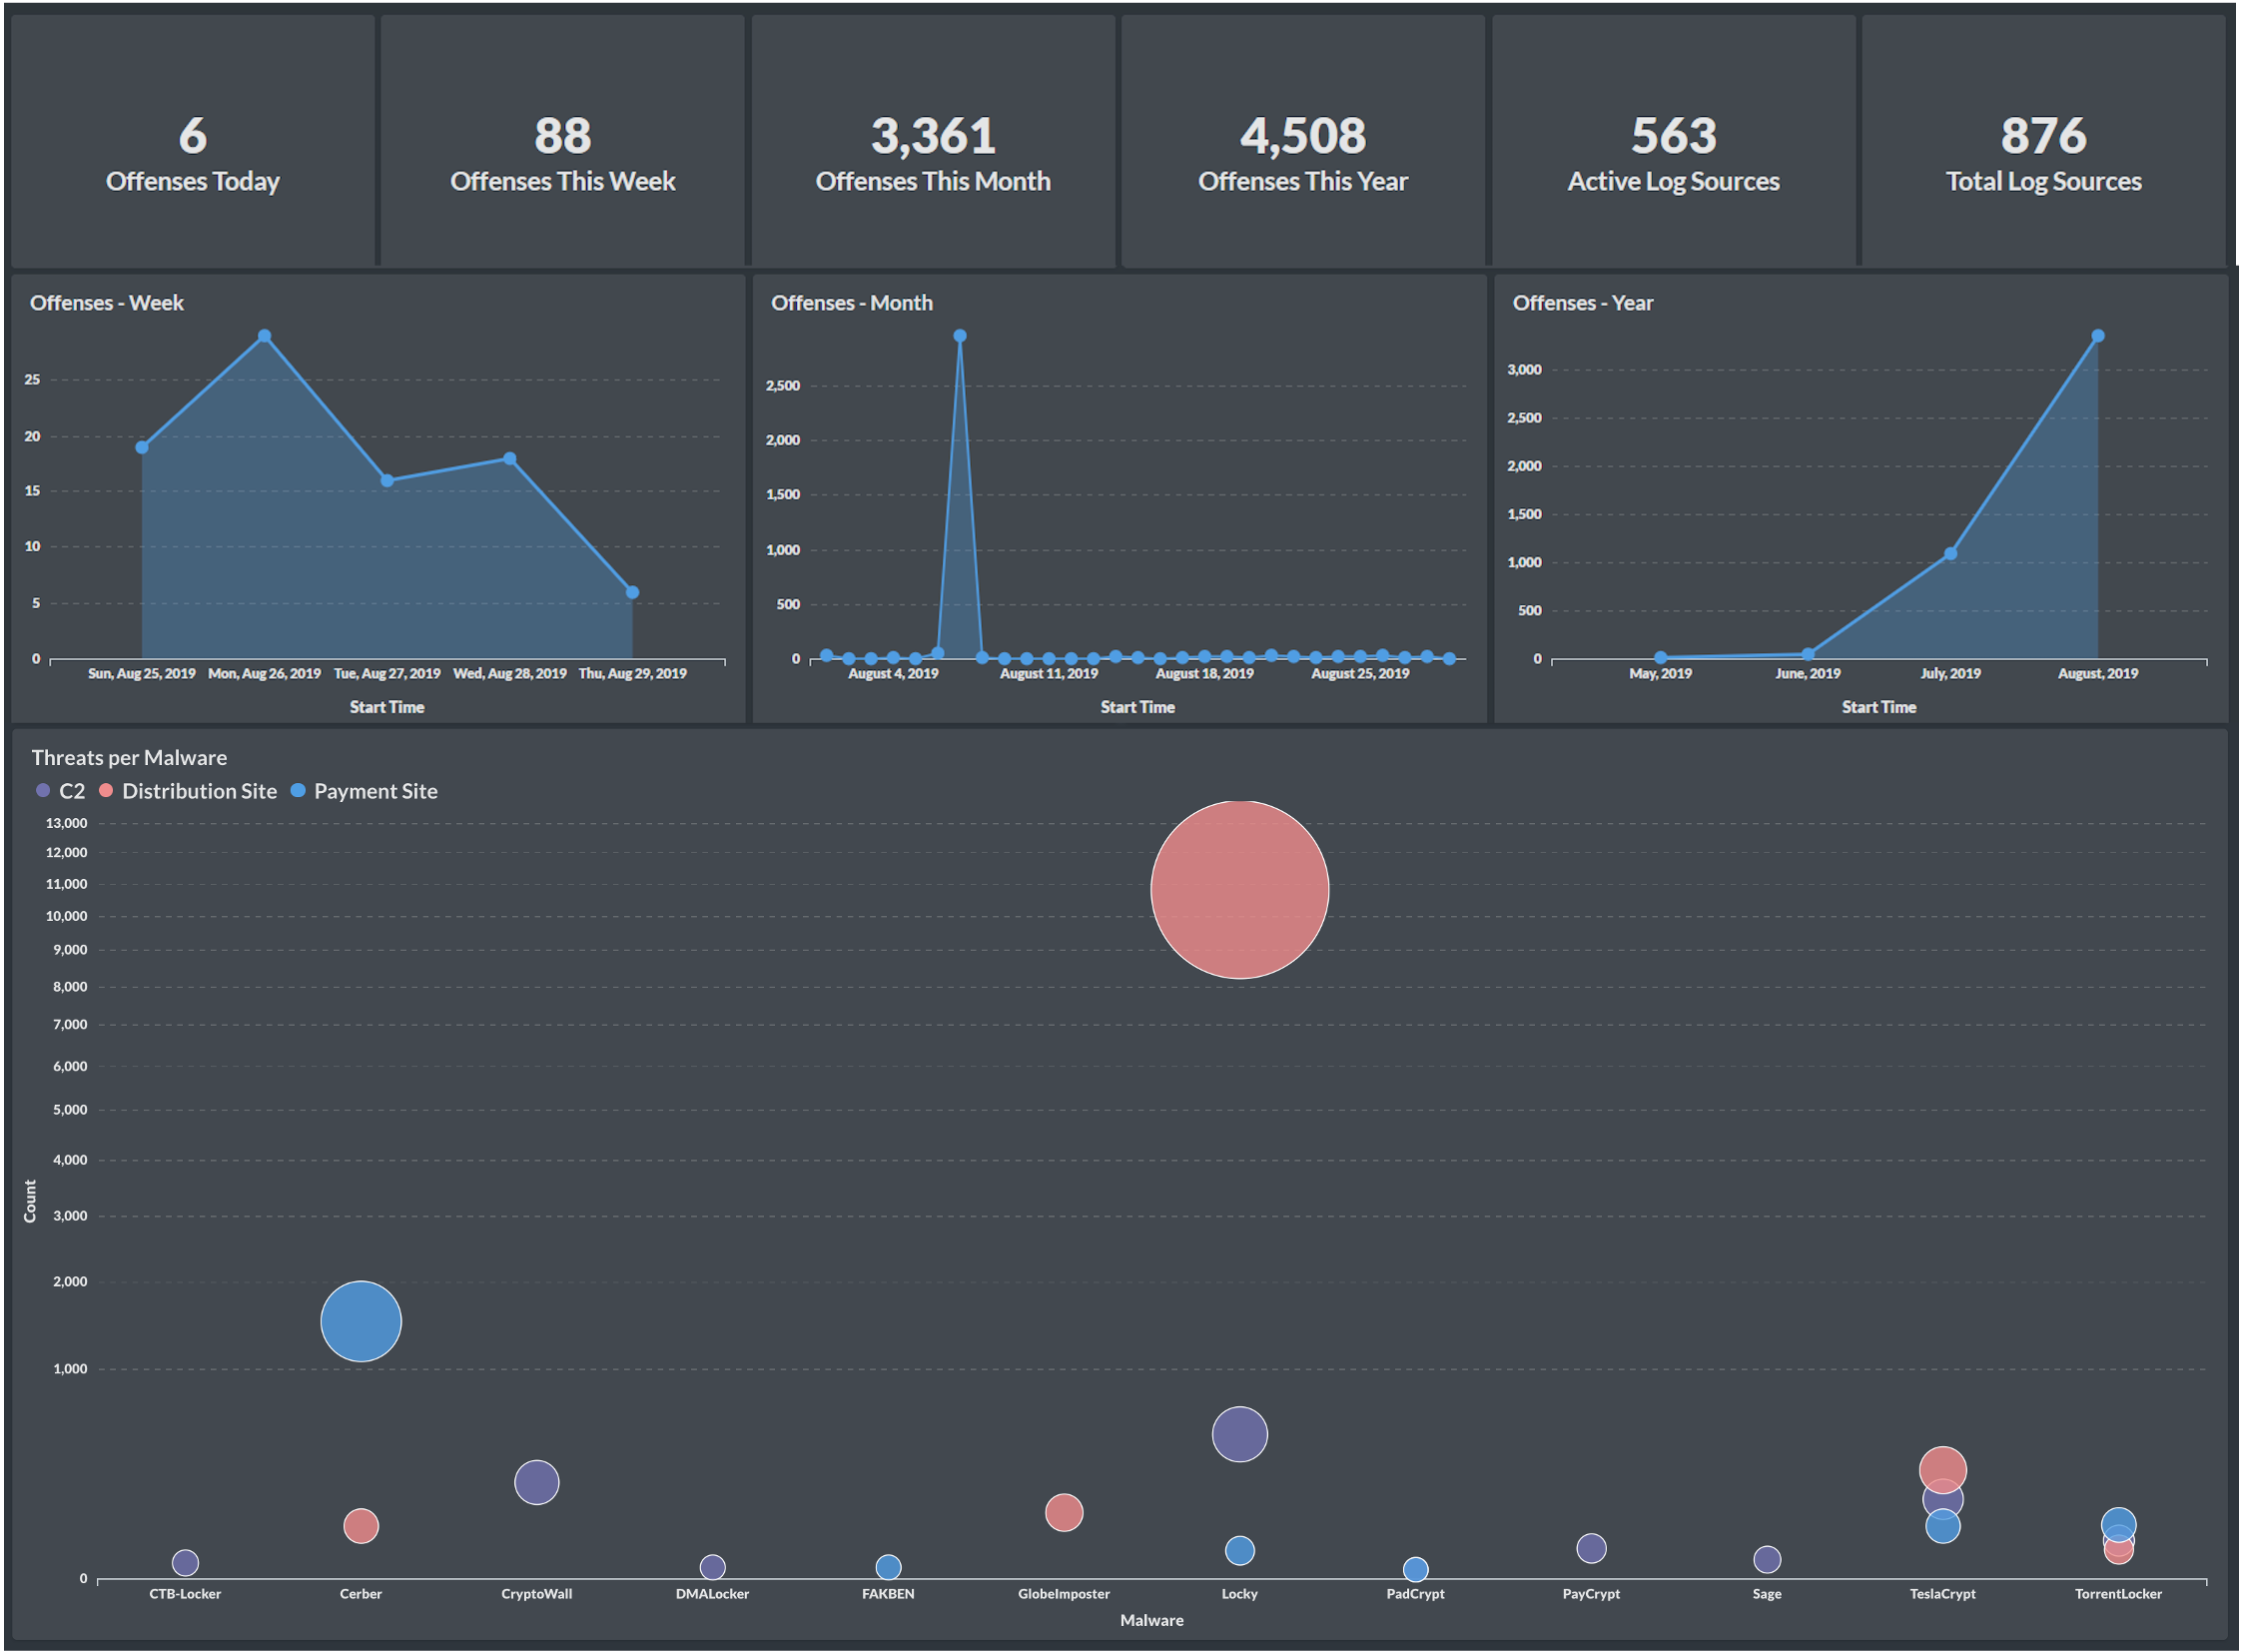 6
Offenses Today
88
Offenses This Week
3,361
Offenses This Month
4,508
Offenses This Year
563
Active Log Sources
876
Total Log Sources
Offenses - Week
25
20
15
10
5
0
Sun, Aug 25, 2019 Mon, Aug 26, 2019 Tue, Aug 27, 2019 Wed, Aug 28, 2019 Thu, Aug 29, 2019
Start Time
Offenses - Month
2,500
2,000
1,500
1,000
500
0
August 4, 2019 August 11, 2019 August 18, 2019 August 25, 2019
Start Time
Offenses - Year
3,000
2,500
2,000
1,500
1,000
500
0
May, 2019 June, 2019 July, 2019 August, 2019
Start Time
Threats per Malware
C2 Distribution Site Payment Site
13,000
12,000
11,000
10,000
9,000
8,000
7,000
6,000
5,000
4,000
3,000
2,000
1,000
0
Count
CTB-Locker Cerber CryptoWall DMALocker FAKBEN GlobeImposter Locky PadCrypt PayCrypt Sage TeslaCrypt TorrentLocker
Malware